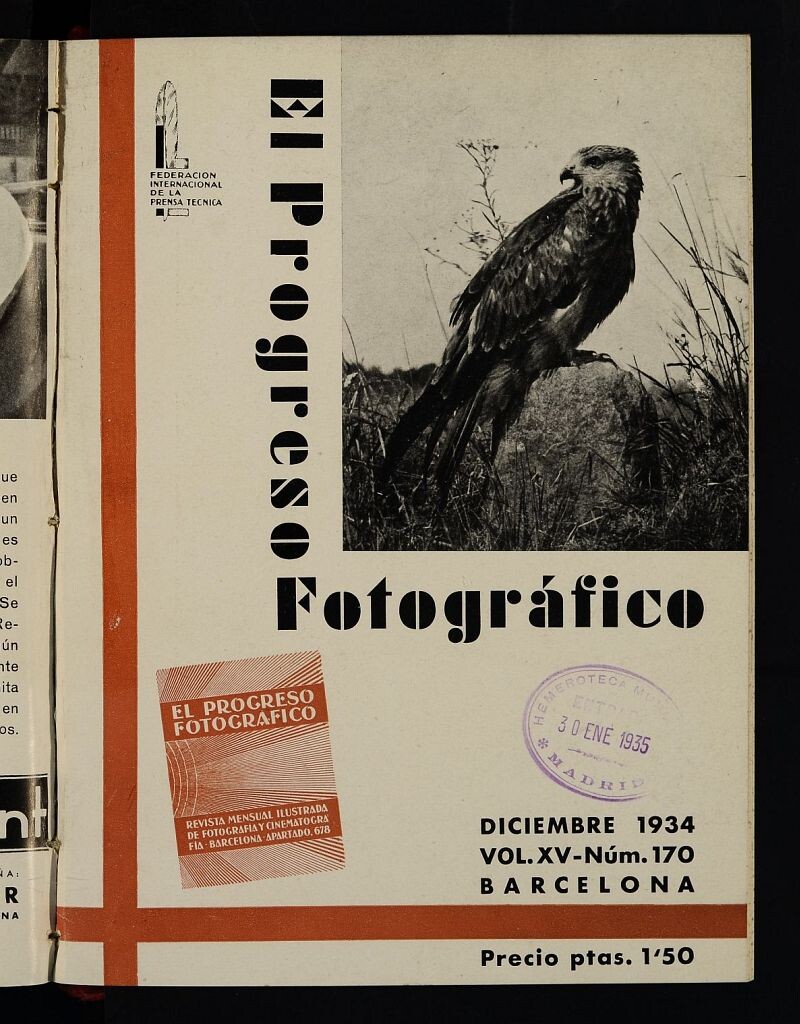 FEDERACION
INTERNACIONAL
DE LA
PRENSA TECNICA
El Progreso
Fotográfico
EL PROGRESO
FOTOGRAFICO
REVISTA MENSUAL ILUSTRADA
DE FOTOGRAFIA Y CINEMATOGRA
FIA - BARCELONA - APARTADO, 678
HEMEROTECA
30 ENE 1935
* MADRID
DICIEMBRE 1934
VOL. XV-Núm. 170
BARCELONA
Precio ptas. 1'50
ue
en
un
es
ob-
el
Se
Re-
ún
nte
ita
en
os.
nt
ÑA:
R
NA